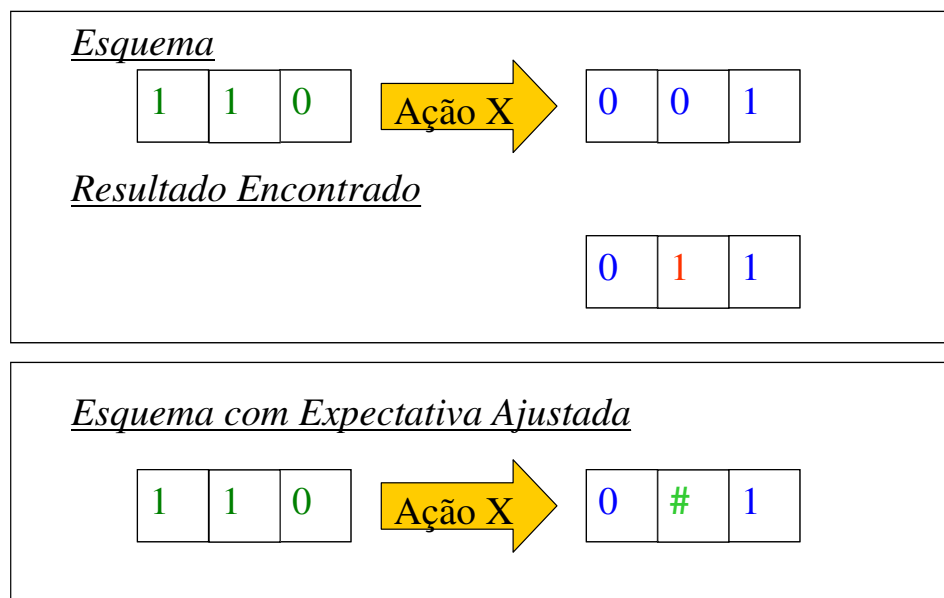 Esquema
1 1 0 Ação X 0 0 1
Resultado Encontrado
0 1 1
Esquema com Expectativa Ajustada
1 1 0 Ação X 0 # 1